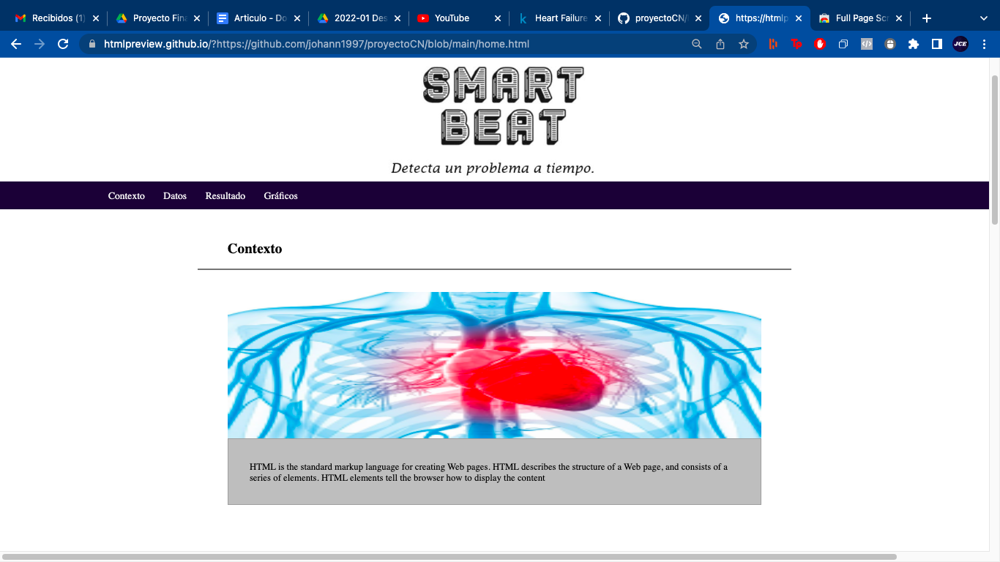 Recibidos (1)
Proyecto Fina
Articulo - Do
2022-01 Des
YouTube
Heart Failure
proyectoCN/
https://htmlp
Full Page Scr
htmlpreview.github.io/?https://github.com/johann1997/proyectoCN/blob/main/home.html
Tp
JCE
SMART
BEAT
Detecta un problema a tiempo.
Contexto Datos Resultado Gráficos
Contexto
HTML is the standard markup language for creating Web pages. HTML describes the structure of a Web page, and consists of a
series of elements. HTML elements tell the browser how to display the content